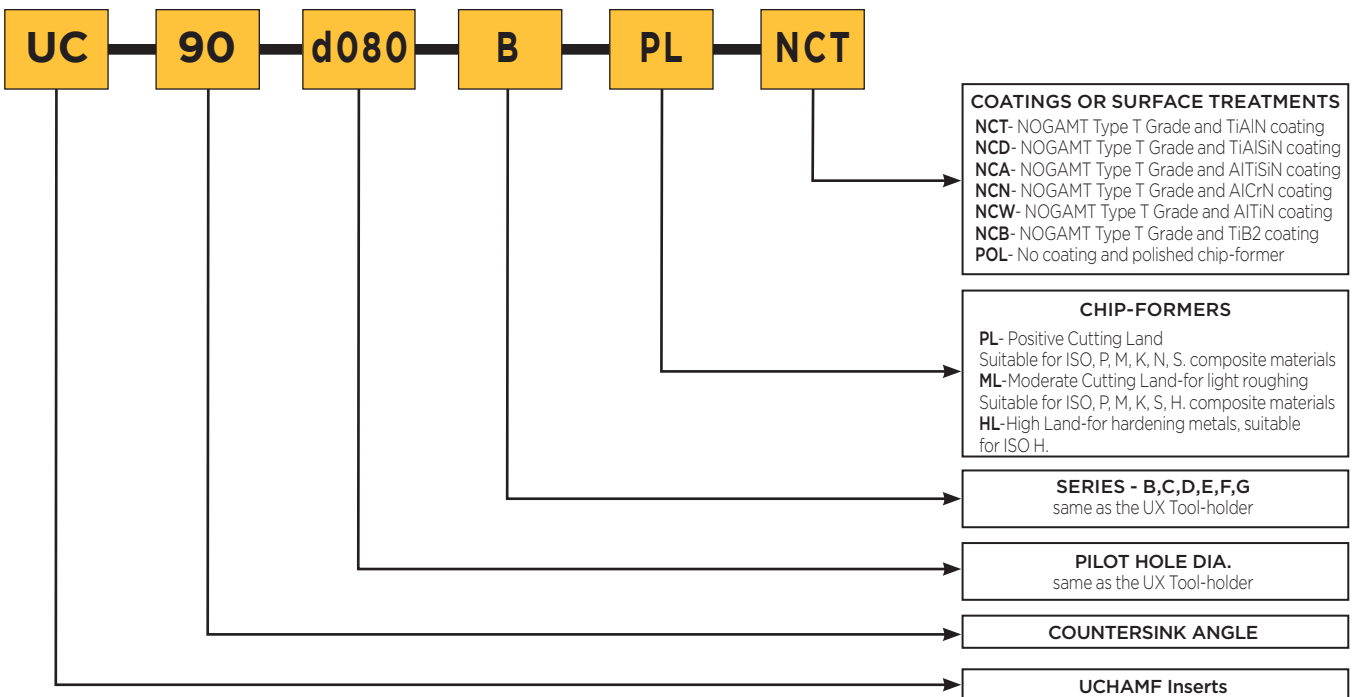 UC 90 d080 B PL NCT
COATINGS OR SURFACE TREATMENTS
NCT- NOGAMT Type T Grade and TiAlN coating
NCD- NOGAMT Type T Grade and TiAlSiN coating
NCA- NOGAMT Type T Grade and AlTiSiN coating
NCN- NOGAMT Type T Grade and AlCrN coating
NCW- NOGAMT Type T Grade and AlTiN coating
NCB- NOGAMT Type T Grade and TiB2 coating
POL- No coating and polished chip-former
CHIP-FORMERS
PL- Positive Cutting Land
Suitable for ISO, P, M, K, N, S. composite materials
ML-Moderate Cutting Land-for light roughing
Suitable for ISO, P, M, K, S, H. composite materials
HL-High Land-for hardening metals, suitable
for ISO H.
SERIES - B,C,D,E,F,G
same as the UX Tool-holder
PILOT HOLE DIA.
same as the UX Tool-holder
COUNTERSINK ANGLE
UCHAMF Inserts